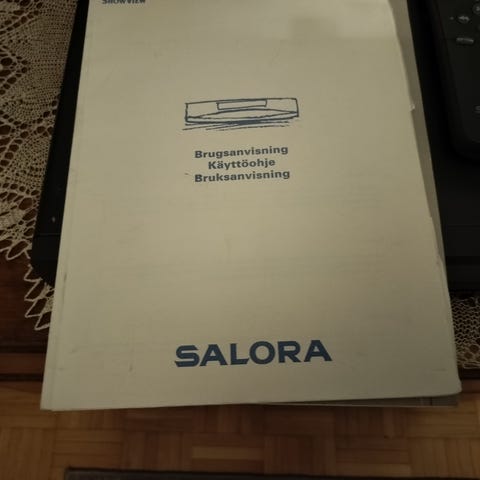 SHOWVIEW
Brugsanvisning
Käyttöohje
Bruksanvisning
SALORA